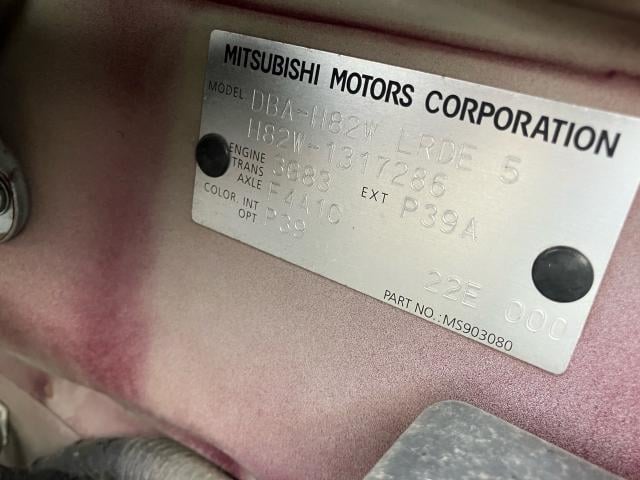 MITSUBISHI MOTORS CORPORATION
MODEL DBA-H82W LRDE 5
H82W-1317286
ENGINE 3G83 EXT P39A
TRANS AXLE F4A1C
COLOR. INT P39
OPT
22E 000
PART NO.:MS903080